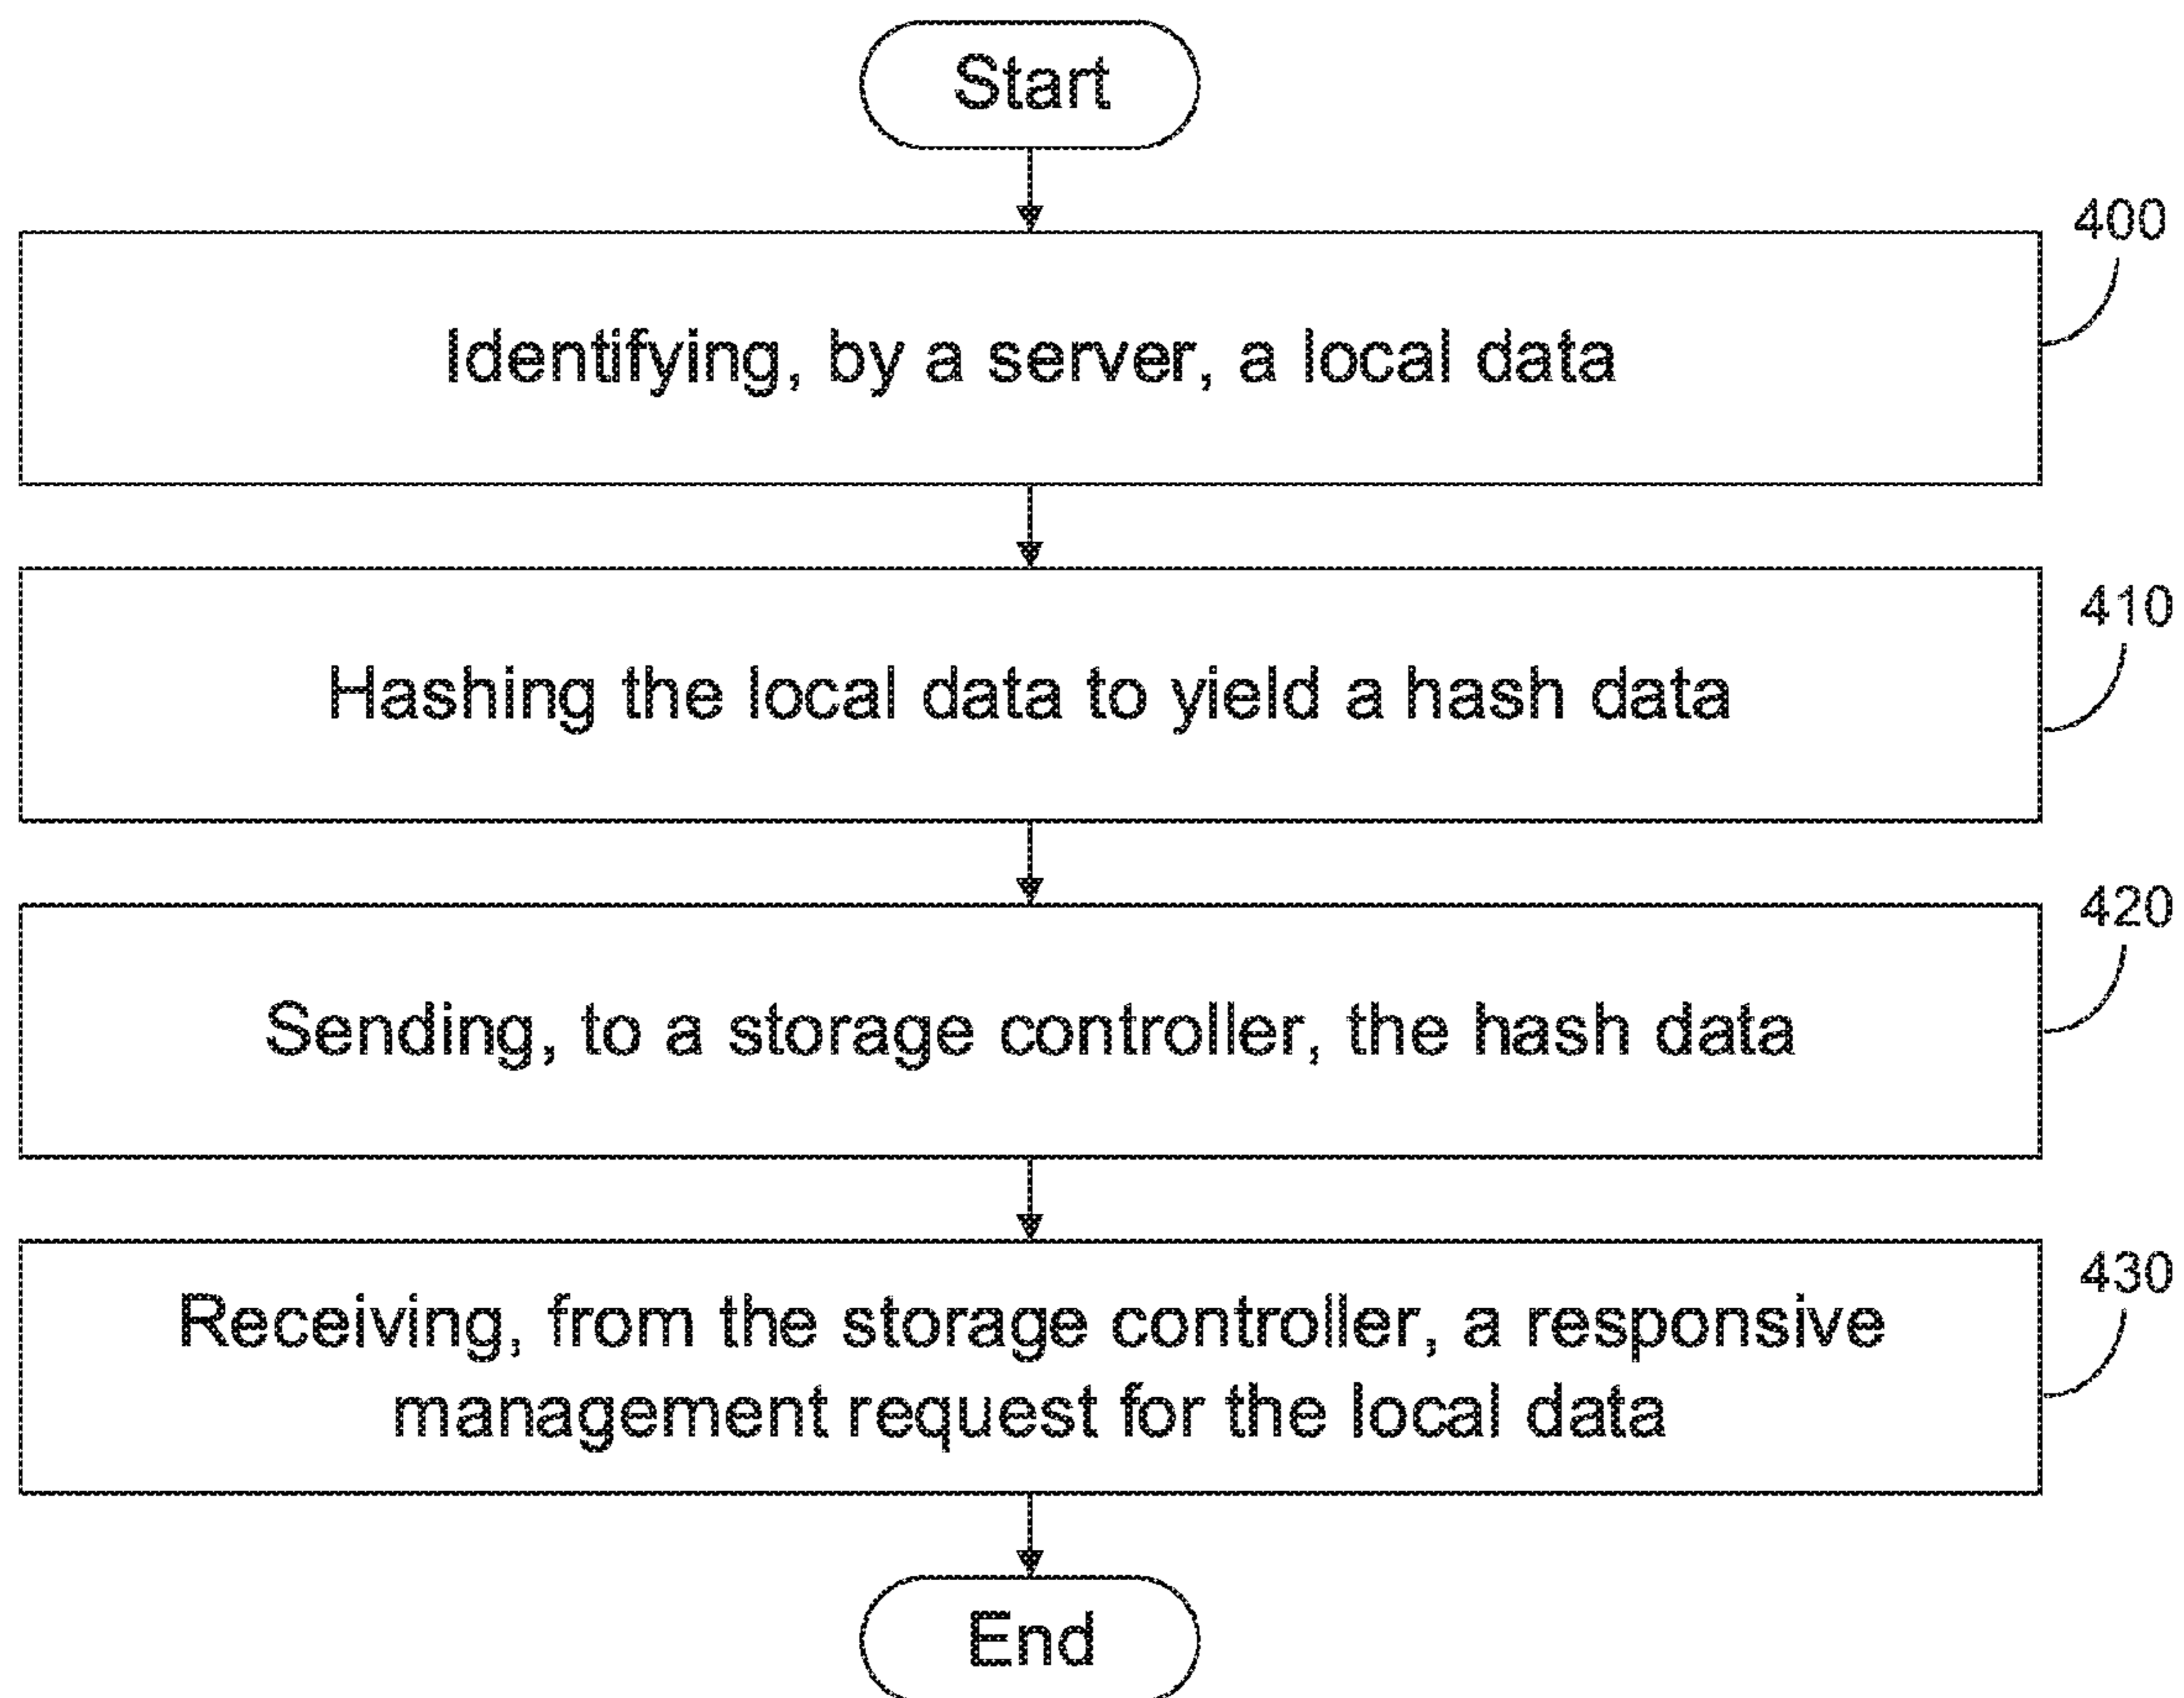 Start
400
Identifying, by a server, a local data
410
Hashing the local data to yield a hash data
420
Sending, to a storage controller, the hash data
430
Receiving, from the storage controller, a responsive
management request for the local data
End